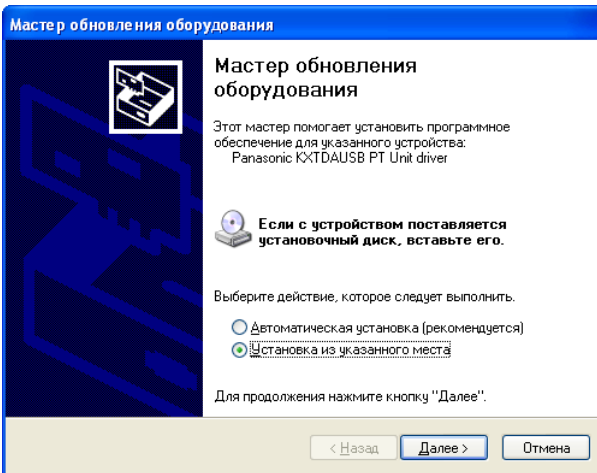 Мастер обновления оборудования
Мастер обновления
оборудования
Этот мастер помогает установить программное
обеспечение для указанного устройства:
Panasonic KXTDAUSB PT Unit driver
Если с устройством поставляется
установочный диск, вставьте его.
Выберите действие, которое следует выполнить.
Автоматическая установка (рекомендуется)
Установка из указанного места
Для продолжения нажмите кнопку "Далее".
< Назад Далее > Отмена